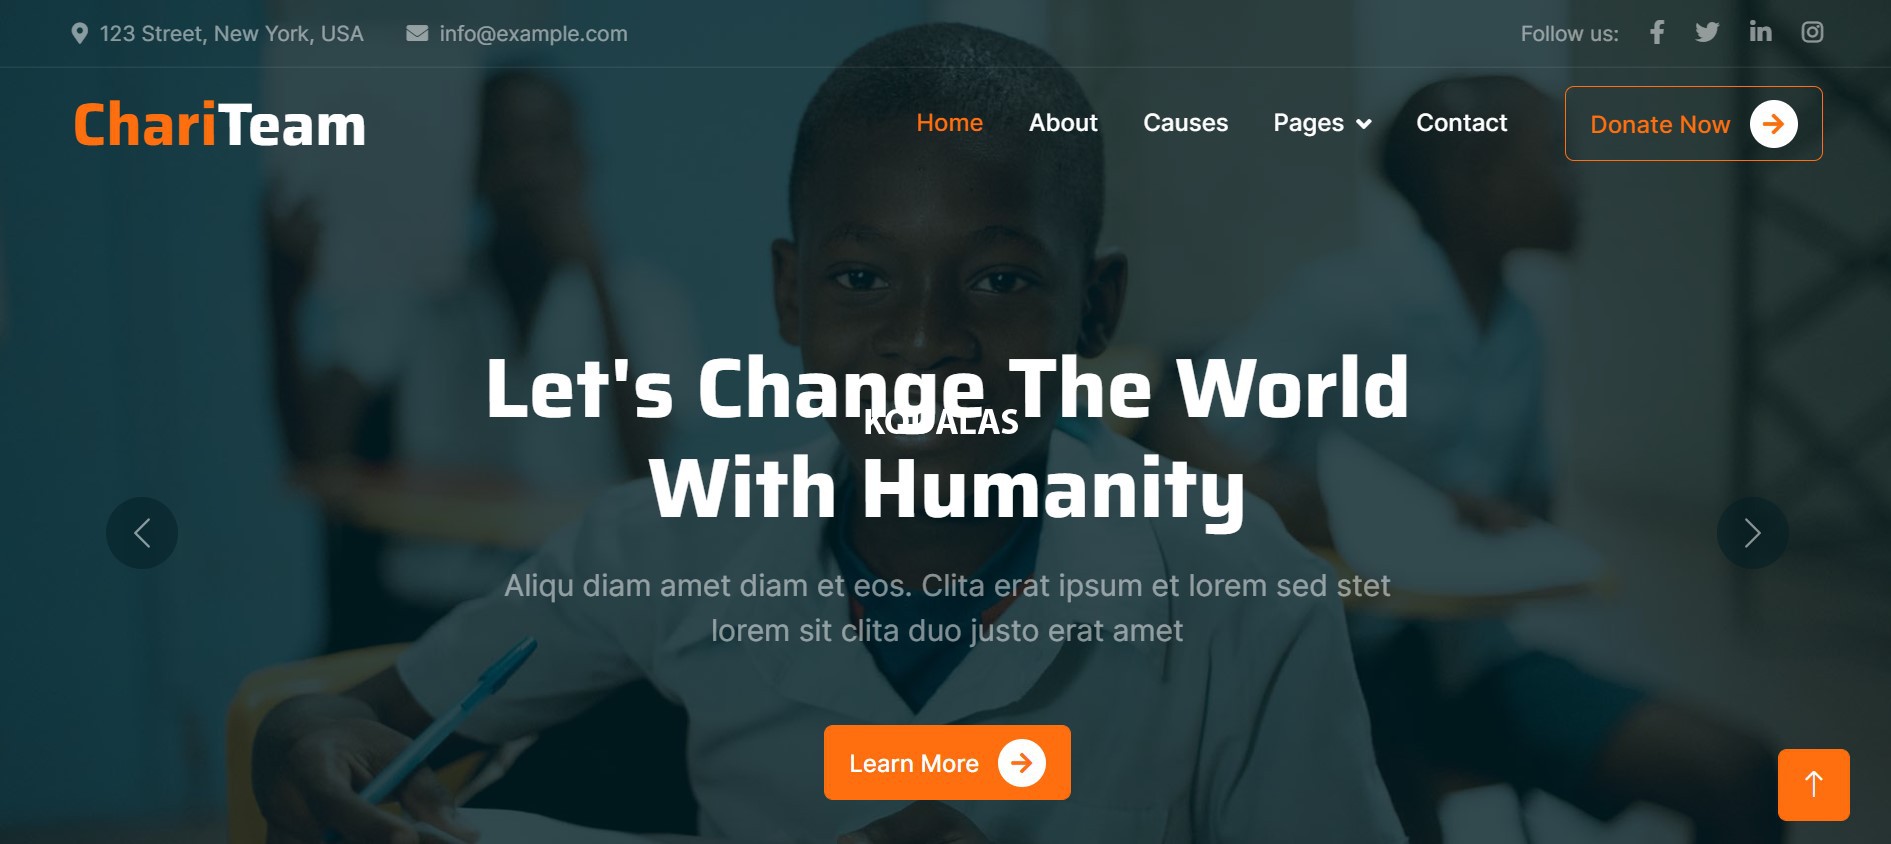 123 Street, New York, USA
info@example.com
Follow us:
ChariTeam
Home
About
Causes
Pages
Contact
Donate Now
Let's Change The World
With Humanity
Aliqu diam amet diam et eos. Clita erat ipsum et lorem sed stet
lorem sit clita duo justo erat amet
Learn More